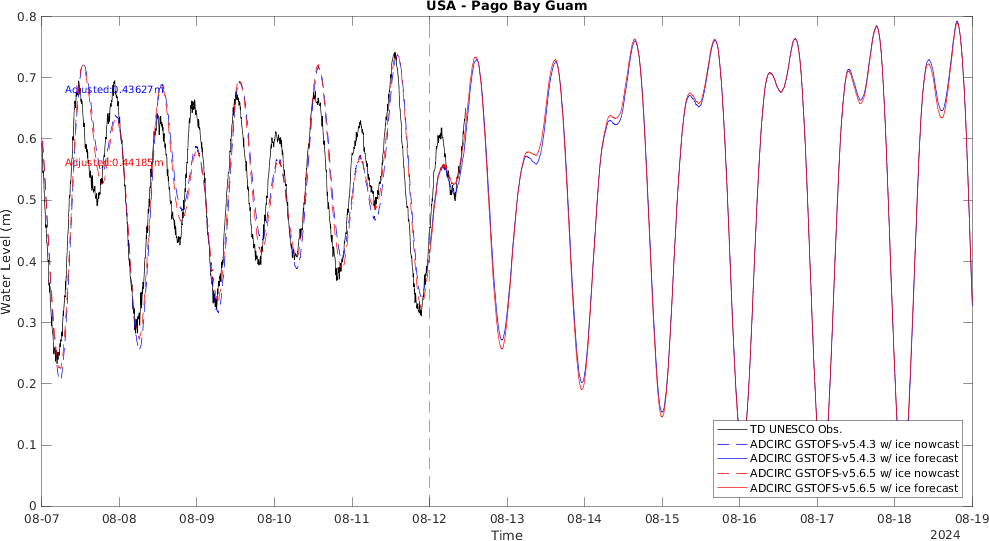 USA - Pago Bay Guam
0.8
0.7
0.6
0.5
0.4
0.3
0.2
0.1
0
Water Level (m)
Adjusted:0.43627m
Adjusted:0.44185m
TD UNESCO Obs.
ADCIRC GSTOFS-v5.4.3 w/ ice nowcast
ADCIRC GSTOFS-v5.4.3 w/ ice forecast
ADCIRC GSTOFS-v5.6.5 w/ ice nowcast
ADCIRC GSTOFS-v5.6.5 w/ ice forecast
08-07 08-08 08-09 08-10 08-11 08-12 08-13 08-14 08-15 08-16 08-17 08-18 08-19
Time
2024